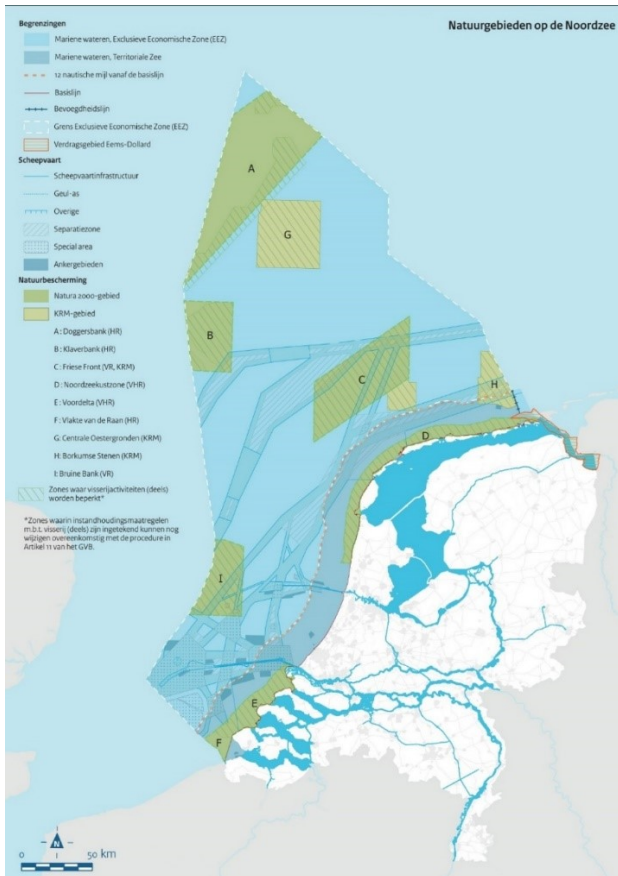 Natuurgebieden op de Noordzee
Begrenzingen
Mariene wateren, Exclusieve Economische Zone (EEZ)
Mariene wateren, Territoriale Zee
12 nautische mijl vanaf de basislijn
Basislijn
Bevoegdheidslijn
Grens Exclusieve Economische Zone (EEZ)
Verdragsgebied Eems-Dollard
Scheepvaart
Scheepvaartinfrastructuur
Geul-as
Overige
Separatiezone
Special area
Ankergebieden
Natuurbescherming
Natura 2000-gebied
KRM-gebied
A: Doggersbank (HR)
B: Klaverbank (HR)
C: Friese Front (VR, KRM)
D: Noordzeekustzone (VHR)
E: Voordelta (VHR)
F: Vlakte van de Raan (HR)
G: Centrale Oestergronden (KRM)
H: Borkumse Stenen (KRM)
I: Bruine Bank (VR)
Zones waar visserijactiviteiten (deels)
worden beperkt*
*Zones waarin instandhoudingsmaatregelen
m.b.t. visserij (deels) zijn ingetekend kunnen nog
wijzigen overeenkomstig met de procedure in
Artikel 11 van het GVB.
A
G
B
C
H
D
I
E
F
N
0 50 km